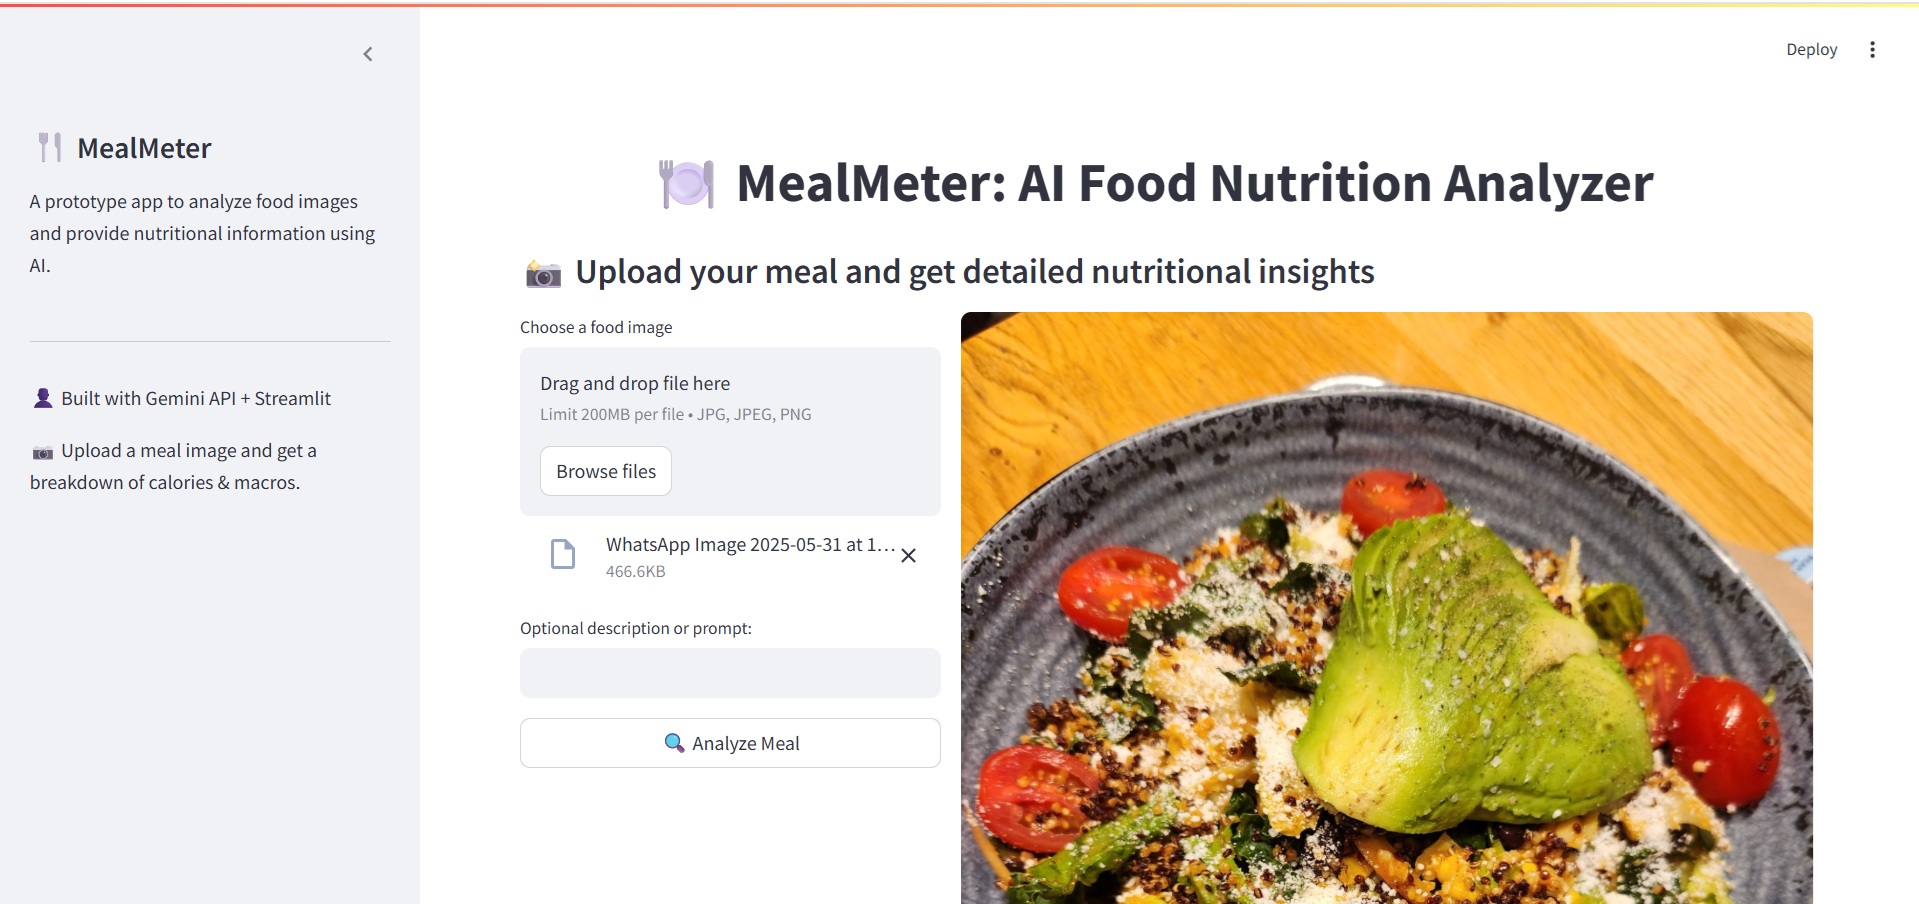 Deploy
MealMeter
A prototype app to analyze food images
and provide nutritional information using
AI.
Built with Gemini API + Streamlit
Upload a meal image and get a
breakdown of calories & macros.
MealMeter: AI Food Nutrition Analyzer
Upload your meal and get detailed nutritional insights
Choose a food image
Drag and drop file here
Limit 200MB per file • JPG, JPEG, PNG
Browse files
WhatsApp Image 2025-05-31 at 1...
466.6KB
Optional description or prompt:
Analyze Meal